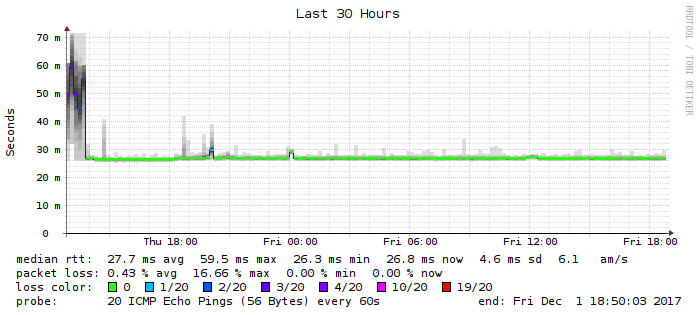 Last 30 Hours
RRDTOOL / TOBI OETIKER
Seconds
70 m
60 m
50 m
40 m
30 m
20 m
10 m
0
Thu 18:00 Fri 00:00 Fri 06:00 Fri 12:00 Fri 18:00
median rtt: 27.7 ms avg 59.5 ms max 26.3 ms min 26.8 ms now 4.6 ms sd 6.1 am/s
packet loss: 0.43 % avg 16.66 % max 0.00 % min 0.00 % now
loss color: 0 1/20 2/20 3/20 4/20 10/20 19/20
probe: 20 ICMP Echo Pings (56 Bytes) every 60s end: Fri Dec 1 18:50:03 2017